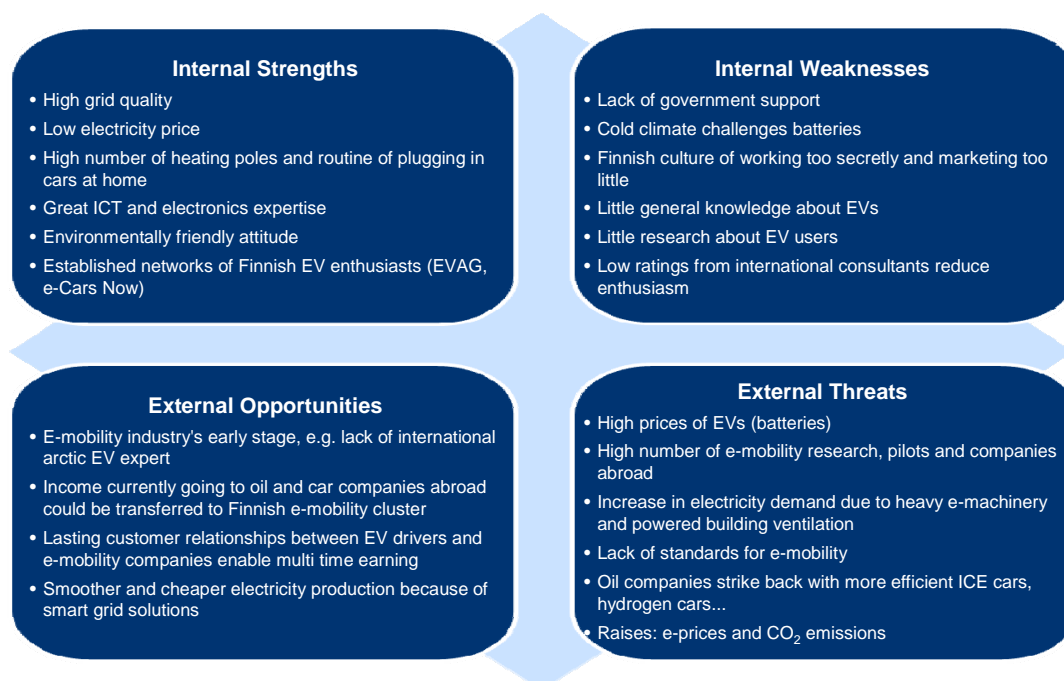 Internal Strengths
• High grid quality
• Low electricity price
• High number of heating poles and routine of plugging in
cars at home
• Great ICT and electronics expertise
• Environmentally friendly attitude
• Established networks of Finnish EV enthusiasts (EVAG,
e-Cars Now)
Internal Weaknesses
• Lack of government support
• Cold climate challenges batteries
• Finnish culture of working too secretly and marketing too
little
• Little general knowledge about EVs
• Little research about EV users
• Low ratings from international consultants reduce
enthusiasm
External Opportunities
• E-mobility industry's early stage, e.g. lack of international
arctic EV expert
• Income currently going to oil and car companies abroad
could be transferred to Finnish e-mobility cluster
• Lasting customer relationships between EV drivers and
e-mobility companies enable multi time earning
• Smoother and cheaper electricity production because of
smart grid solutions
External Threats
• High prices of EVs (batteries)
• High number of e-mobility research, pilots and companies
abroad
• Increase in electricity demand due to heavy e-machinery
and powered building ventilation
• Lack of standards for e-mobility
• Oil companies strike back with more efficient ICE cars,
hydrogen cars...
• Raises: e-prices and CO₂ emissions